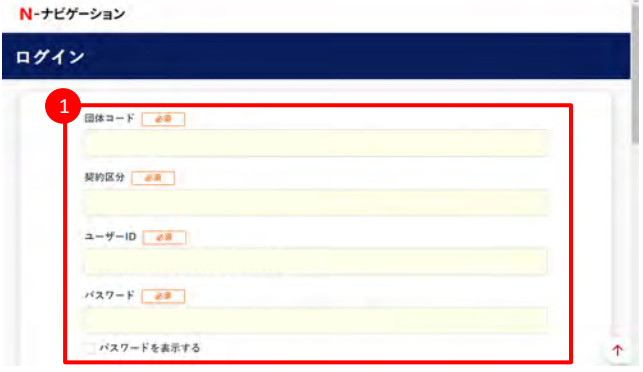 N-ナビゲーション
ログイン
1
団体コード 必須
契約区分 必須
ユーザーID 必須
パスワード 必須
パスワードを表示する